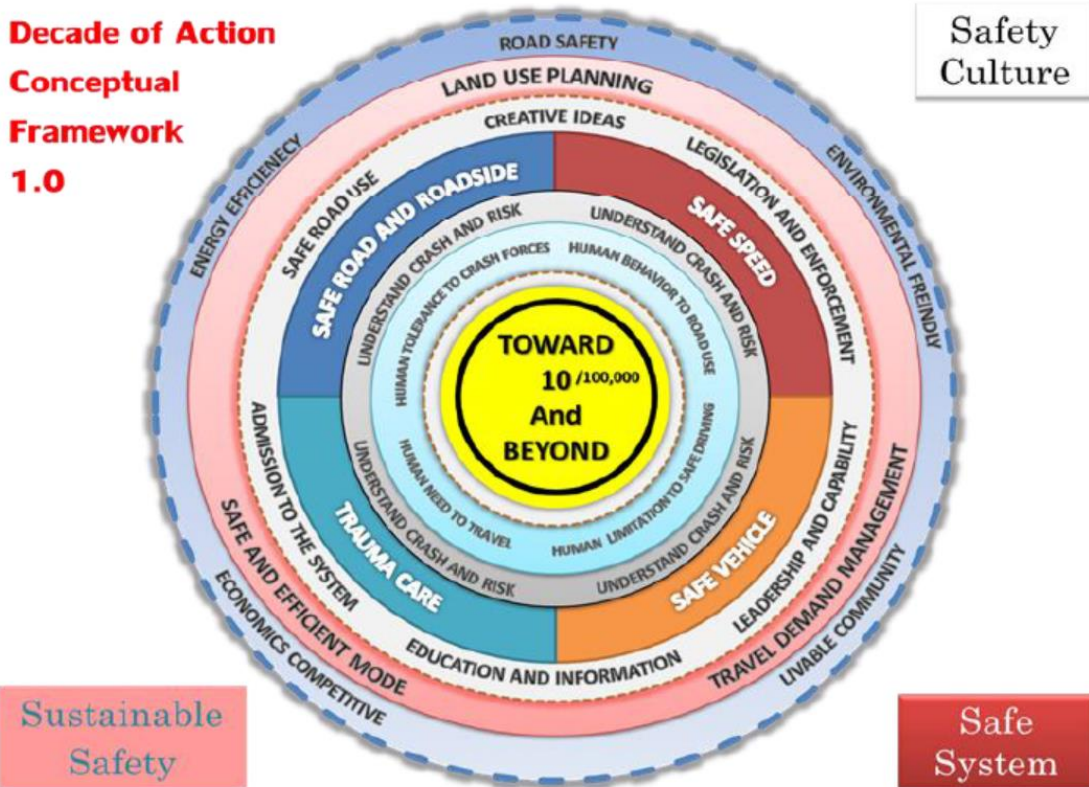 Decade of Action
Conceptual
Framework
1.0
Safety
Culture
ROAD SAFETY
ENERGY EFFICIENECY
ENVIRONMENTAL FREINDLY
ECONOMICS COMPETITIVE
LIVABLE COMMUNITY
LAND USE PLANNING
SAFE AND EFFICIENT MODE
TRAVEL DEMAND MANAGEMENT
CREATIVE IDEAS
SAFE ROAD USE
LEGISLATION AND ENFORCEMENT
ADMISSION TO THE SYSTEM
LEADERSHIP AND CAPABILITY
EDUCATION AND INFORMATION
SAFE ROAD AND ROADSIDE
SAFE SPEED
TRAUMA CARE
SAFE VEHICLE
UNDERSTAND CRASH AND RISK
UNDERSTAND CRASH AND RISK
UNDERSTAND CRASH AND RISK
UNDERSTAND CRASH AND RISK
HUMAN TOLERANCE TO CRASH FORCES
HUMAN BEHAVIOR TO ROAD USE
HUMAN NEED TO TRAVEL
HUMAN LIMITATION TO SAFE DRIVING
TOWARD
10 /100,000
And
BEYOND
Sustainable
Safety
Safe
System